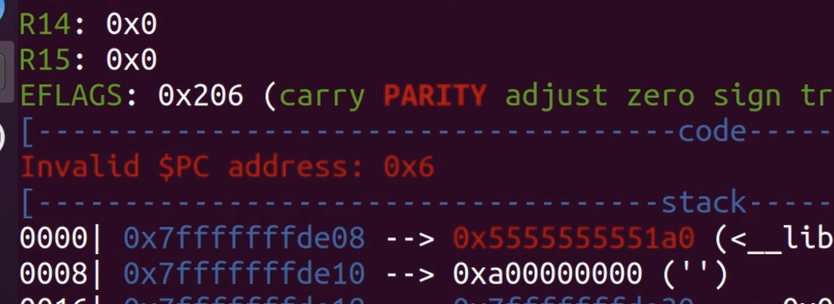 R14: 0x0
R15: 0x0
EFLAGS: 0x206 (carry PARITY adjust zero sign tr
[-------------------------------------code-----
Invalid $PC address: 0x6
[------------------------------------stack-----
0000| 0x7fffffffde08 --> 0x5555555551a0 (<__lib
0008| 0x7fffffffde10 --> 0xa00000000 ('')